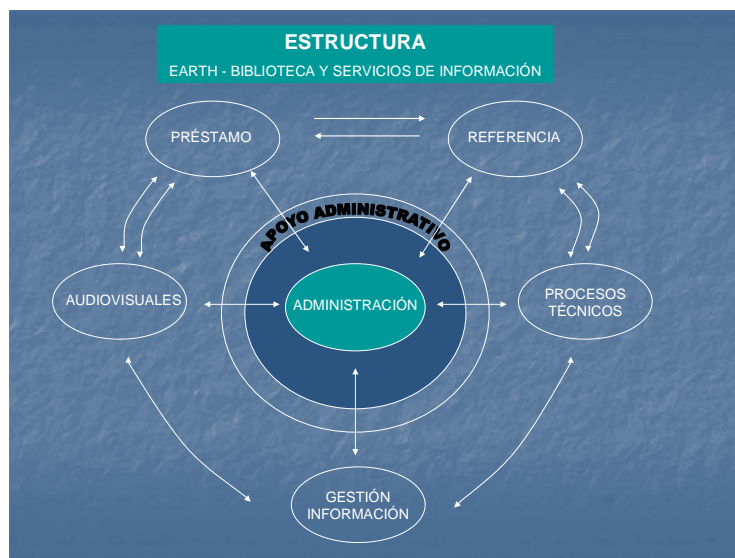 ESTRUCTURA
EARTH - BIBLIOTECA Y SERVICIOS DE INFORMACIÓN
PRÉSTAMO
REFERENCIA
APOYO ADMINISTRATIVO
AUDIOVISUALES
ADMINISTRACIÓN
PROCESOS
TÉCNICOS
GESTIÓN
INFORMACIÓN